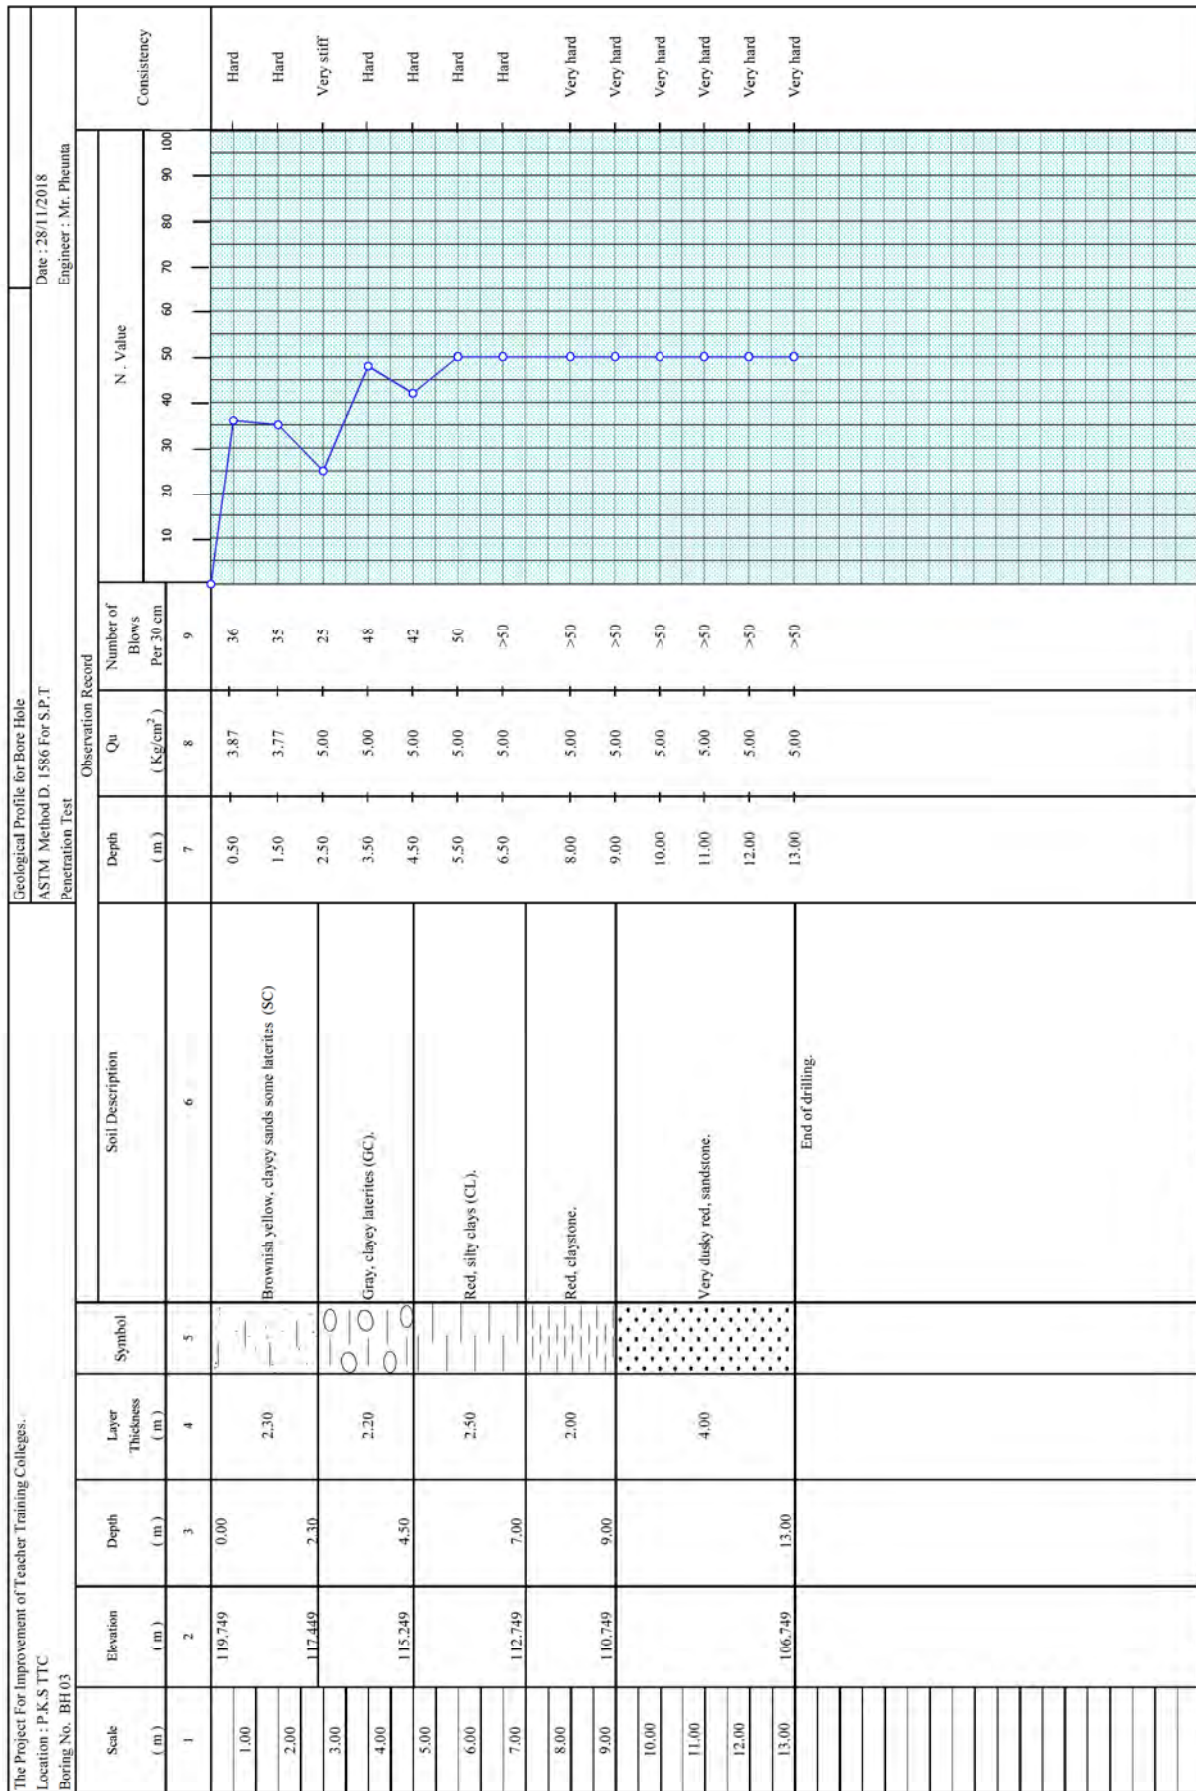 The Project For Improvement of Teacher Training Colleges.
Location : P.K.S TTC
Boring No. BH 03
Geological Profile for Bore Hole
ASTM Method D. 1586 For S.P.T
Penetration Test
Date : 28/11/2018
Engineer : Mr. Pheunta
Observation Record
Scale
( m )
Elevation
( m )
Depth
( m )
Layer
Thickness
( m )
Symbol
Soil Description
Depth
( m )
Qu
( Kg/cm² )
Number of
Blows
Per 30 cm
N . Value
10 20 30 40 50 60 70 80 90 100
Consistency
1 2 3 4 5 6 7 8 9
1.00
2.00
3.00
4.00
5.00
6.00
7.00
8.00
9.00
10.00
11.00
12.00
13.00
119.749 0.00
117.449 2.30 2.30 Brownish yellow, clayey sands some laterites (SC)
115.249 4.50 2.20 Gray, clayey laterites (GC).
112.749 7.00 2.50 Red, silty clays (CL).
110.749 9.00 2.00 Red, claystone.
106.749 13.00 4.00 Very dusky red, sandstone.
End of drilling.
0.50 3.87 36 Hard
1.50 3.77 35 Hard
2.50 5.00 25 Very stiff
3.50 5.00 48 Hard
4.50 5.00 42 Hard
5.50 5.00 50 Hard
6.50 5.00 >50 Hard
8.00 5.00 >50 Very hard
9.00 5.00 >50 Very hard
10.00 5.00 >50 Very hard
11.00 5.00 >50 Very hard
12.00 5.00 >50 Very hard
13.00 5.00 >50 Very hard